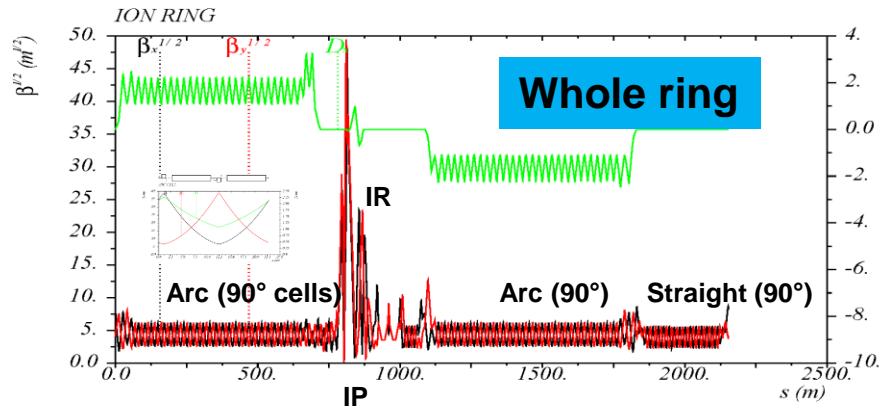 ION RING
βx 1/2
βy 1/2
D
50.
45.
40.
35.
30.
25.
20.
15.
10.
5.
0.0
β^1/2 (m^1/2)
4.
2.
0.0
-2.
-4.
-6.
-8.
-10.
Whole ring
IR
Arc (90° cells)
Arc (90°)
Straight (90°)
0.0
500.
1000.
1500.
2000.
2500.
s (m)
IP